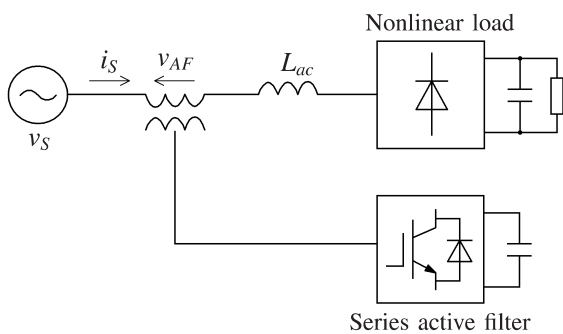 Nonlinear load
i_S
v_AF
L_ac
v_S
Series active filter